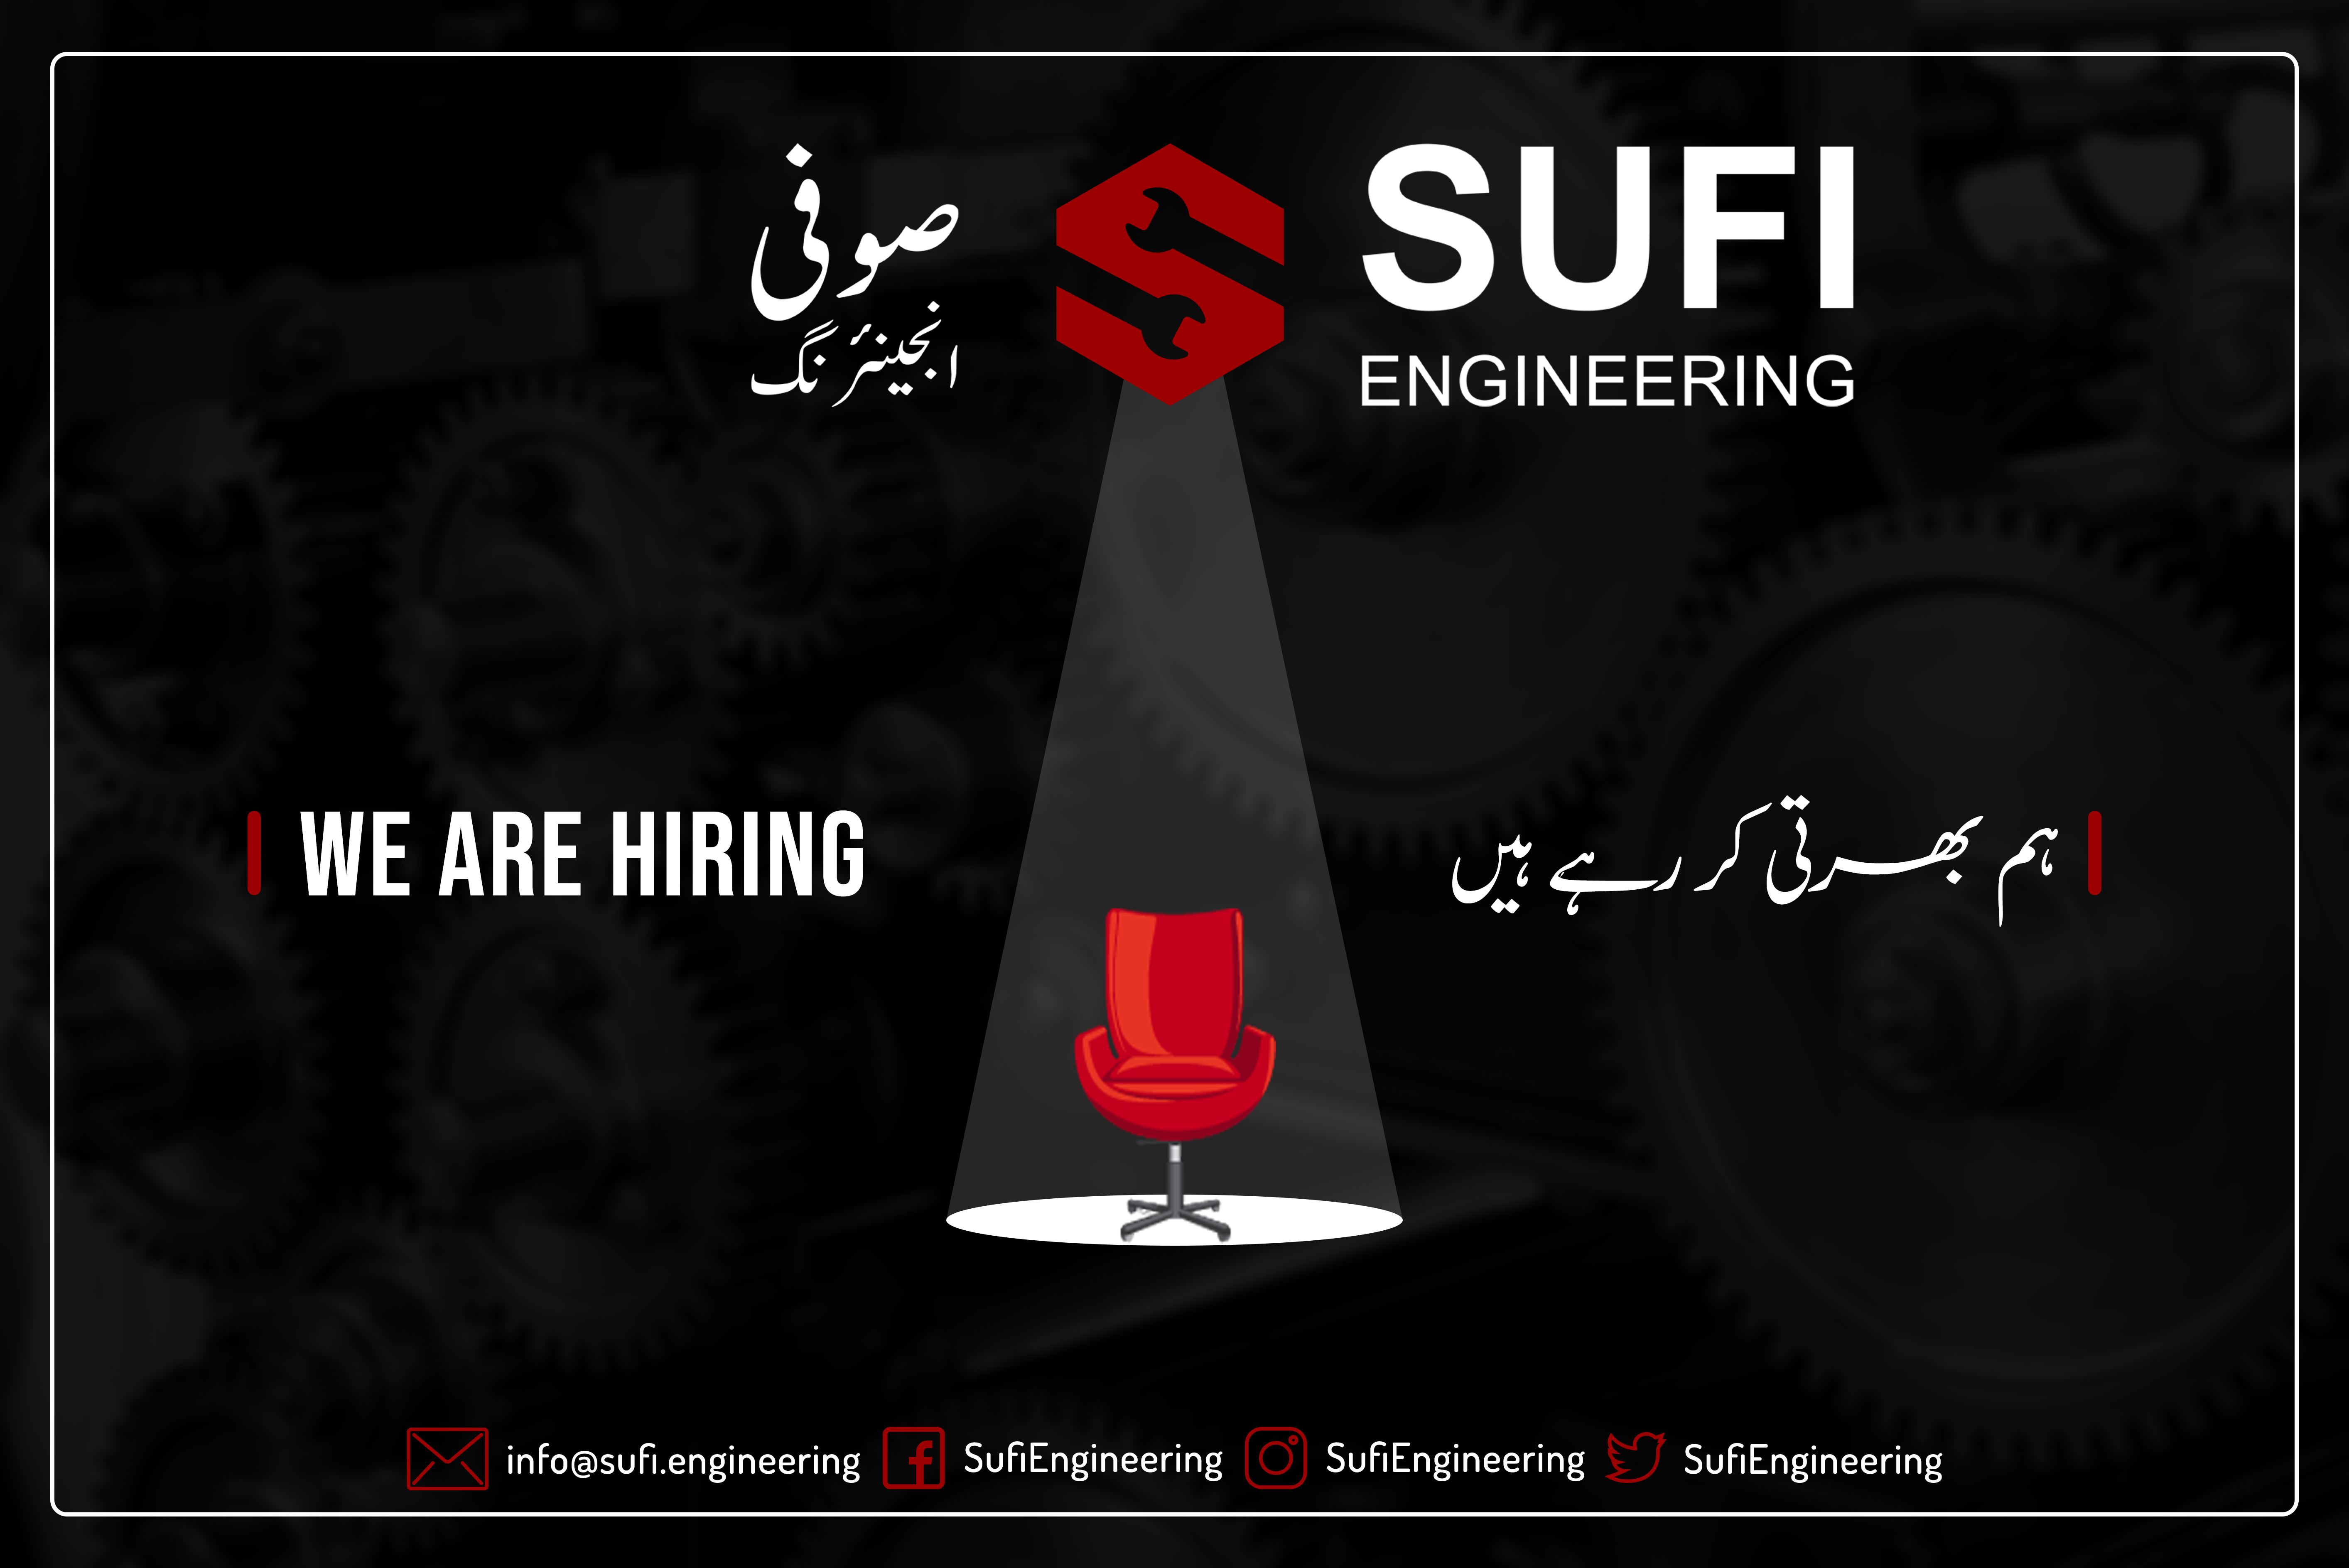 صوفی
انجینئرنگ
SUFI
ENGINEERING
WE ARE HIRING
ہم بھرتی کر رہے ہیں
info@sufi.engineering
SufiEngineering
SufiEngineering
SufiEngineering